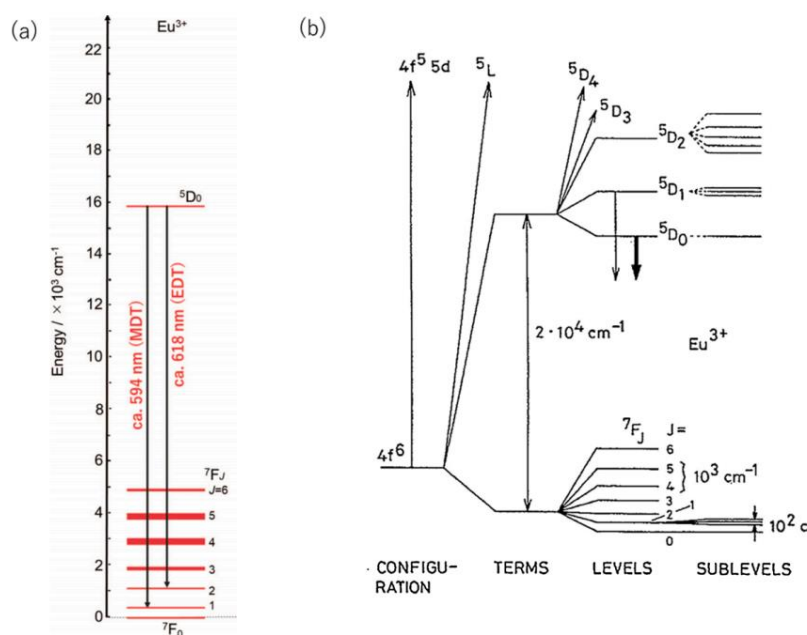 (a)
Eu³⁺
22
20
18
16
14
12
10
8
6
4
2
0
Energy / ×10³ cm⁻¹
⁵D₀
ca. 594 nm (MDT)
ca. 618 nm (EDT)
⁷FJ
J=6
5
4
3
2
1
⁷F₀
(b)
4f⁵ 5d
⁵L
⁵D₄
⁵D₃
⁵D₂
⁵D₁
⁵D₀
2·10⁴ cm⁻¹
Eu³⁺
⁷FJ J=
6
5
4
3
2
1
0
10³ cm⁻¹
10² c
4f⁶
CONFIGU-
RATION
TERMS
LEVELS
SUBLEVELS